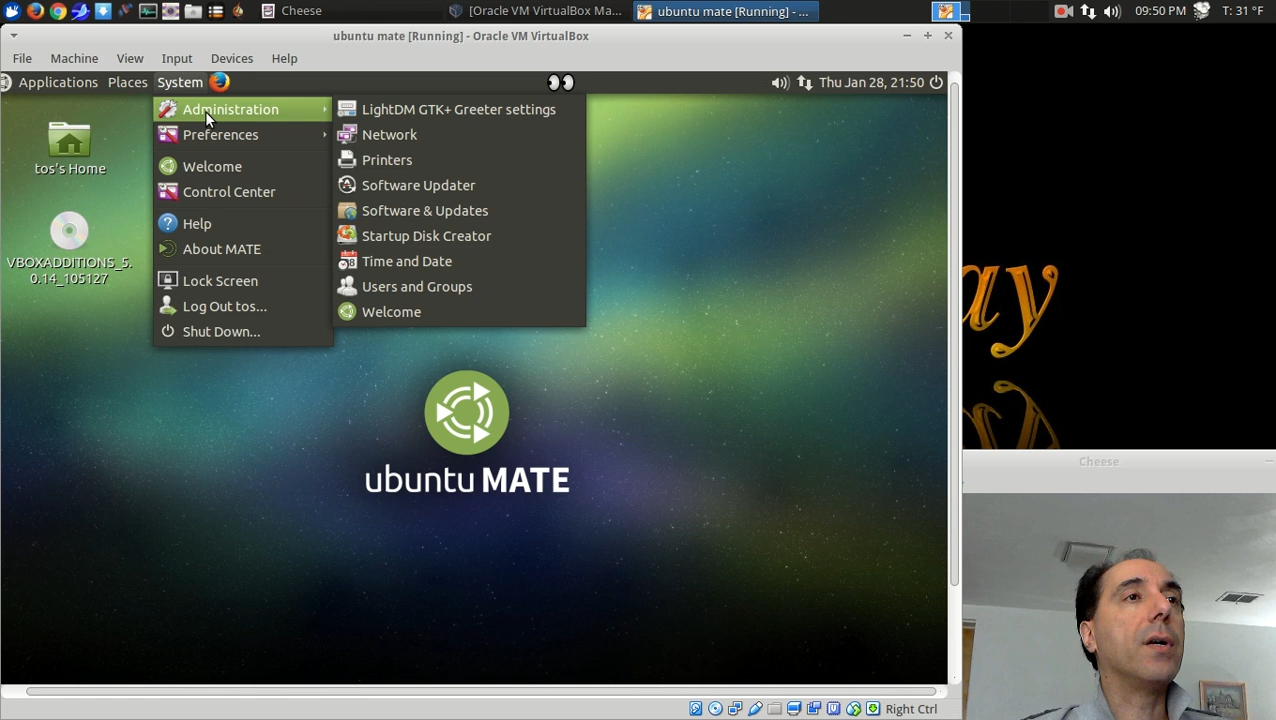 Cheese
[Oracle VM VirtualBox Ma...
ubuntu mate [Running] - ...
09:50 PM
T: 31 °F
ubuntu mate [Running] - Oracle VM VirtualBox
File
Machine
View
Input
Devices
Help
Applications
Places
System
Thu Jan 28, 21:50
Administration
Preferences
Welcome
Control Center
Help
About MATE
Lock Screen
Log Out tos...
Shut Down...
LightDM GTK+ Greeter settings
Network
Printers
Software Updater
Software & Updates
Startup Disk Creator
Time and Date
Users and Groups
Welcome
tos's Home
VBOXADDITIONS_5.
0.14_105127
ubuntu MATE
ay
Cheese
Right Ctrl